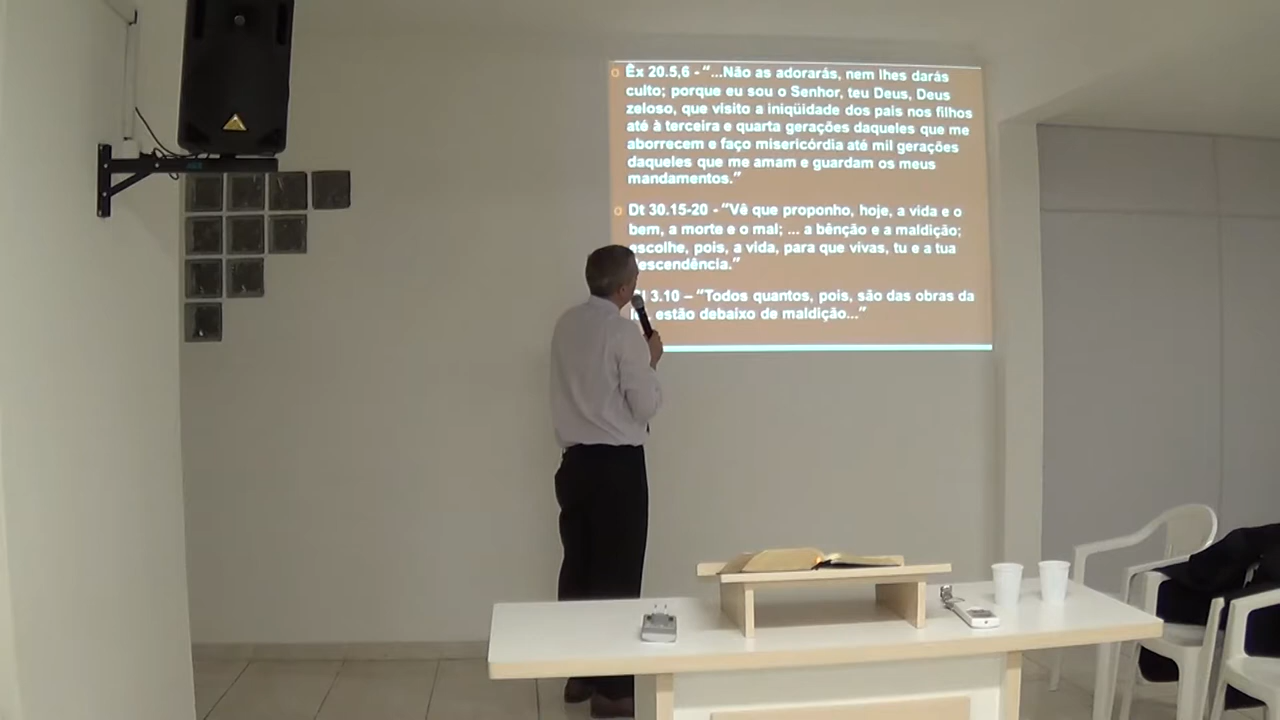 Êx 20.5,6 - "...Não as adorarás, nem lhes darás
culto; porque eu sou o Senhor, teu Deus, Deus
zeloso, que visito a iniqüidade dos pais nos filhos
até à terceira e quarta gerações daqueles que me
aborrecem e faço misericórdia até mil gerações
daqueles que me amam e guardam os meus
mandamentos."
Dt 30.15-20 - "Vê que proponho, hoje, a vida e o
bem, a morte e o mal; ... a bênção e a maldição;
escolhe, pois, a vida, para que vivas, tu e a tua
descendência."
3.10 – "Todos quantos, pois, são das obras da
estão debaixo de maldição..."